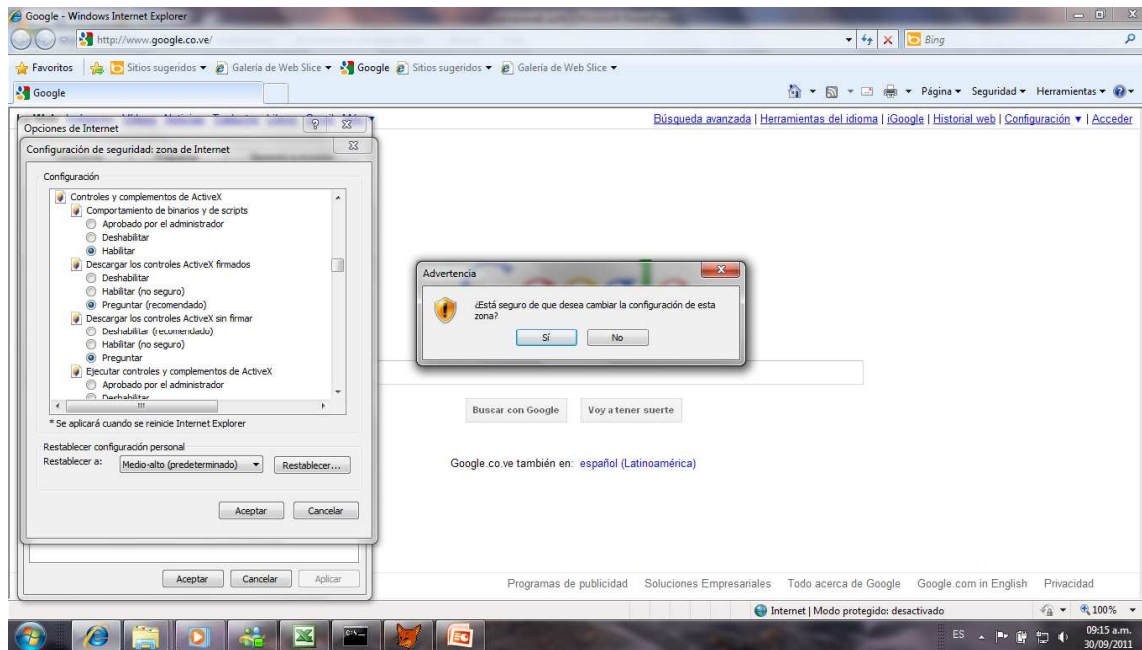 Google - Windows Internet Explorer
http://www.google.co.ve/
Bing
Favoritos Sitios sugeridos Galería de Web Slice Google Sitios sugeridos Galería de Web Slice
Google
Página Seguridad Herramientas
Búsqueda avanzada | Herramientas del idioma | iGoogle | Historial web | Configuración ▼ | Acceder
Opciones de Internet
Configuración de seguridad: zona de Internet
Configuración
Controles y complementos de ActiveX
Comportamiento de binarios y de scripts
Aprobado por el administrador
Deshabilitar
Habilitar
Descargar los controles ActiveX firmados
Deshabilitar
Habilitar (no seguro)
Preguntar (recomendado)
Descargar los controles ActiveX sin firmar
Deshabilitar (recomendado)
Habilitar (no seguro)
Preguntar
Ejecutar controles y complementos de ActiveX
Aprobado por el administrador
Deshabilitar
* Se aplicará cuando se reinicie Internet Explorer
Restablecer configuración personal
Restablecer a: Medio-alto (predeterminado) Restablecer...
Aceptar Cancelar
Aceptar Cancelar Aplicar
Advertencia
¿Está seguro de que desea cambiar la configuración de esta
zona?
Sí No
Buscar con Google Voy a tener suerte
Google.co.ve también en: español (Latinoamérica)
Programas de publicidad Soluciones Empresariales Todo acerca de Google Google.com in English Privacidad
Internet | Modo protegido: desactivado 100%
ES 09:15 a.m.
30/09/2011